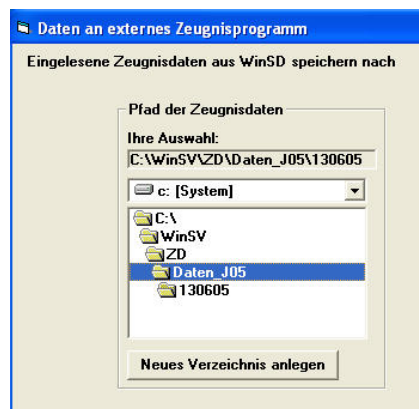 Daten an externes Zeugnisprogramm
Eingelesene Zeugnisdaten aus WinSD speichern nach
Pfad der Zeugnisdaten
Ihre Auswahl:
C:\WinSV\ZD\Daten_J05\130605
c: [System]
C:\
WinSV
ZD
Daten_J05
130605
Neues Verzeichnis anlegen